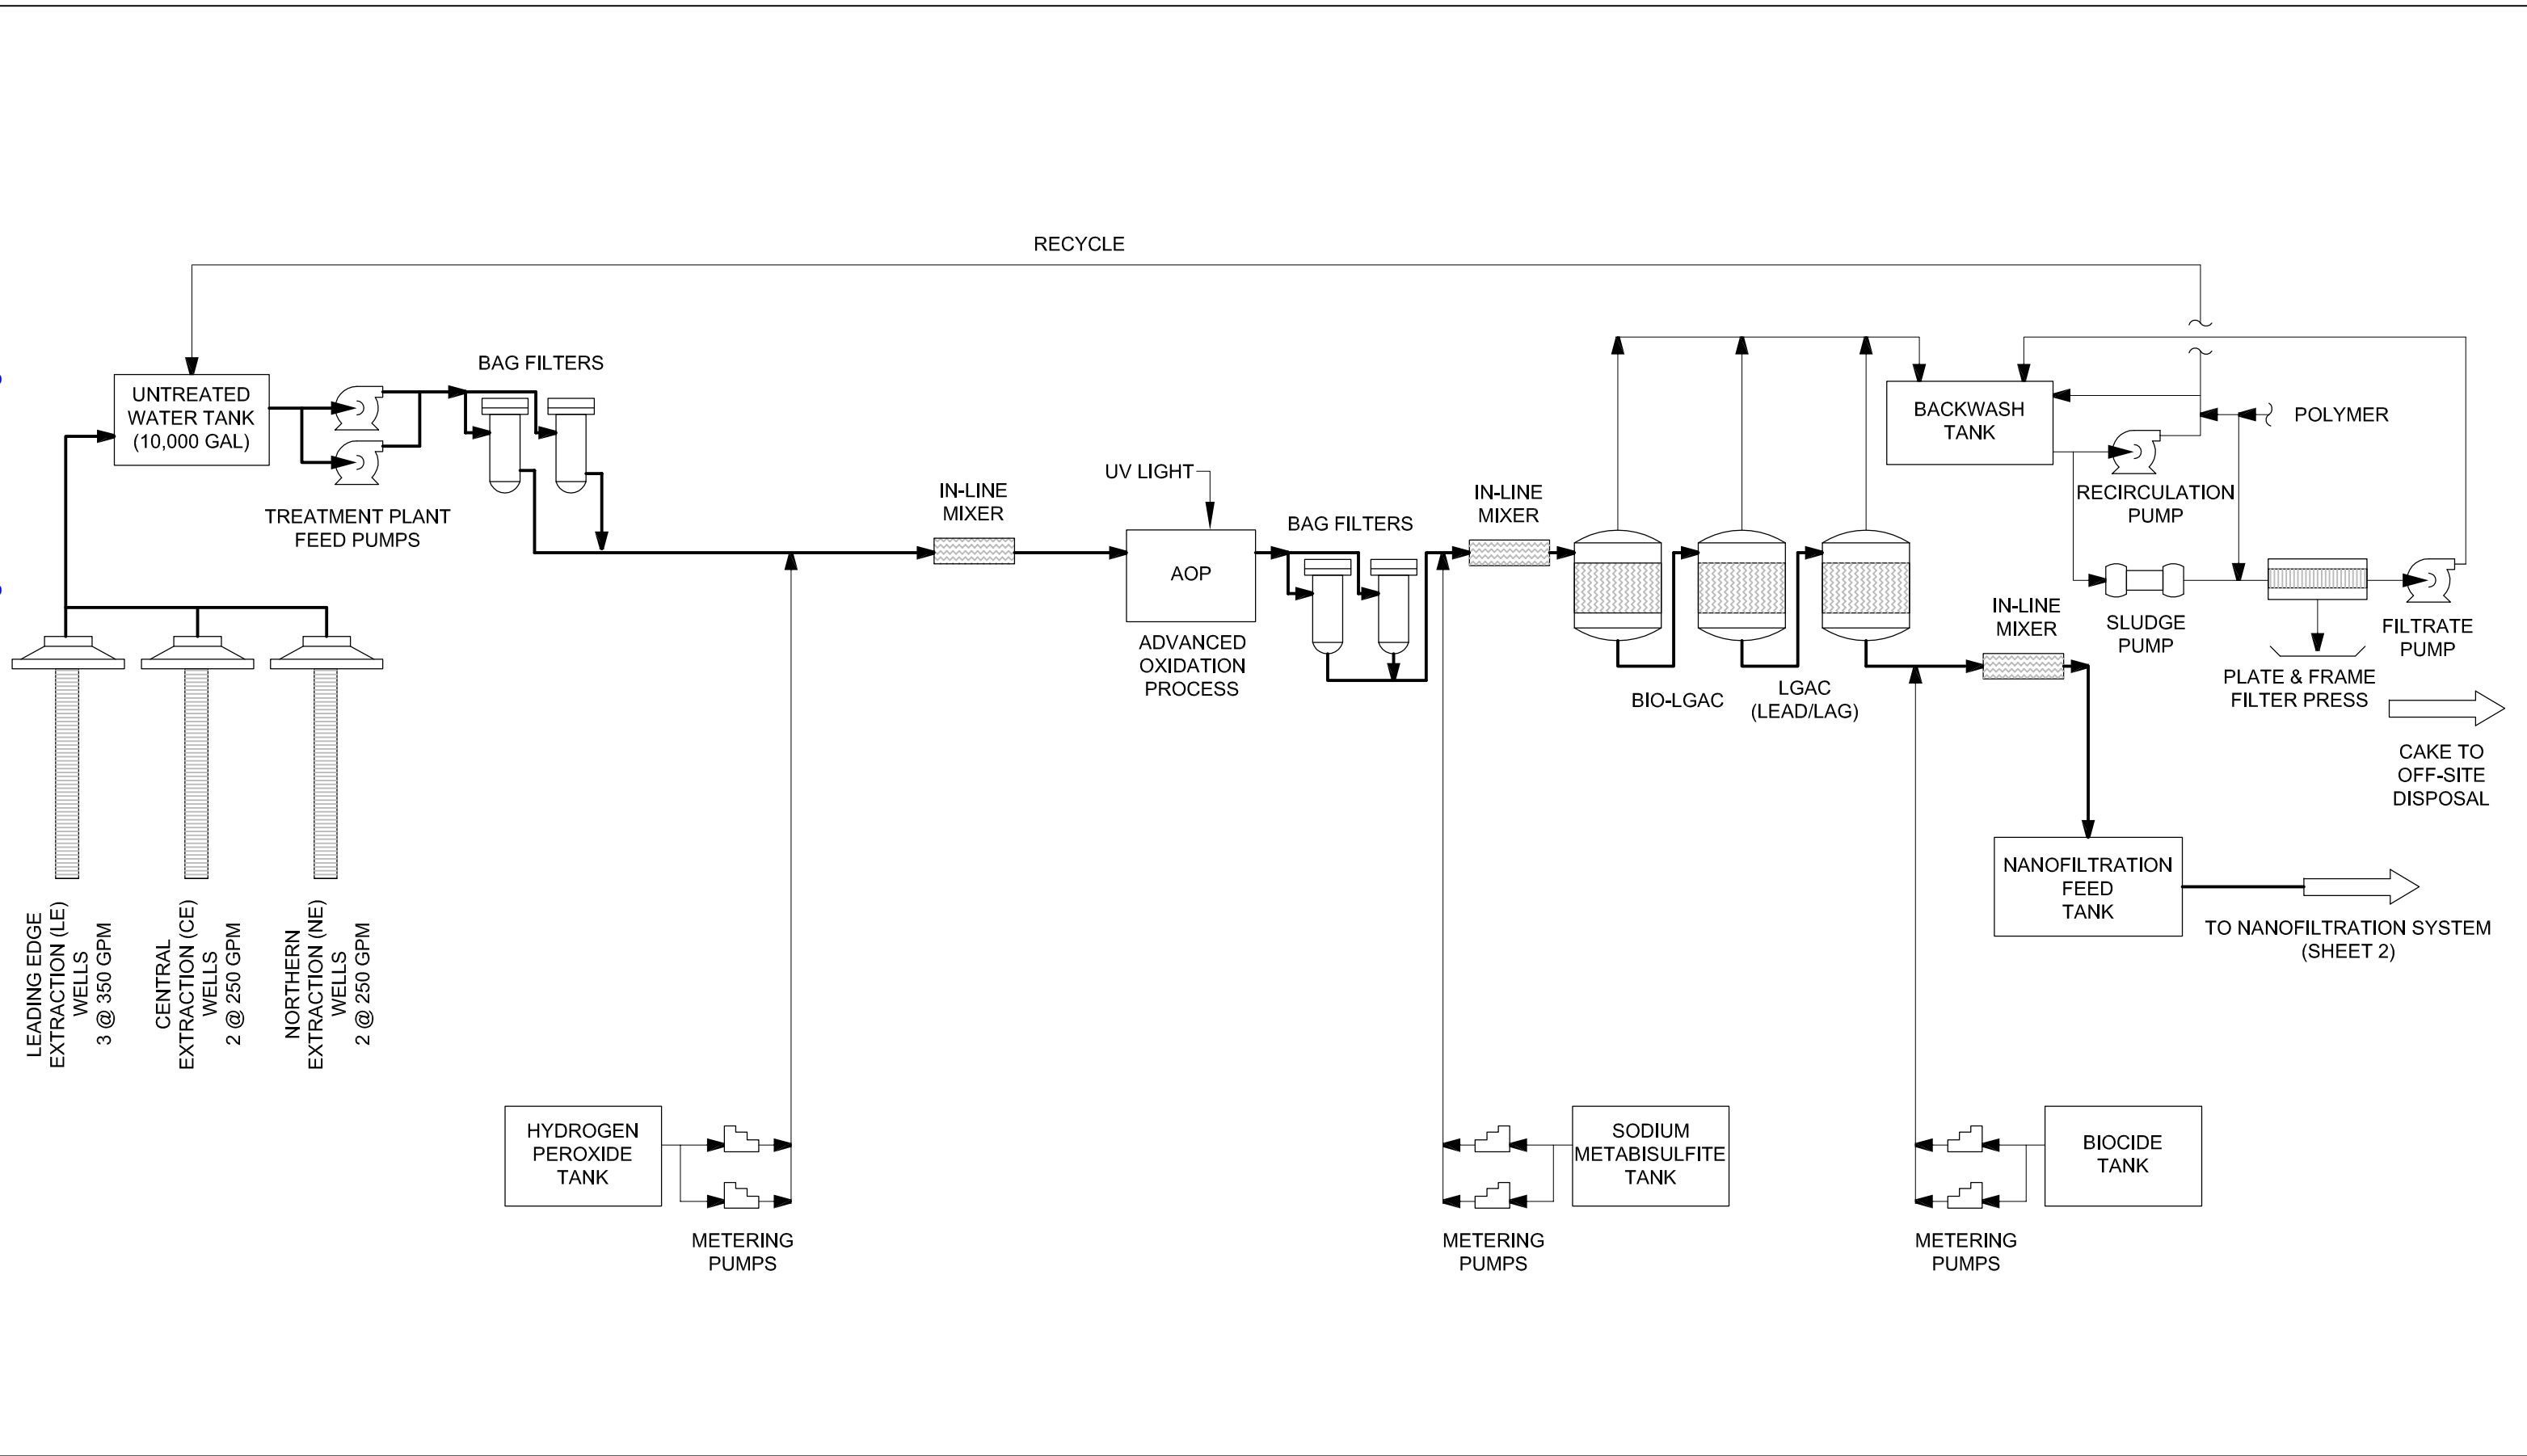 RECYCLE
BAG FILTERS
UNTREATED
WATER TANK
(10,000 GAL)
TREATMENT PLANT
FEED PUMPS
IN-LINE
MIXER
UV LIGHT
AOP
ADVANCED
OXIDATION
PROCESS
BAG FILTERS
IN-LINE
MIXER
BIO-LGAC
LGAC
(LEAD/LAG)
BACKWASH
TANK
POLYMER
RECIRCULATION
PUMP
SLUDGE
PUMP
PLATE & FRAME
FILTER PRESS
FILTRATE
PUMP
CAKE TO
OFF-SITE
DISPOSAL
IN-LINE
MIXER
NANOFILTRATION
FEED
TANK
TO NANOFILTRATION SYSTEM
(SHEET 2)
LEADING EDGE
EXTRACTION (LE)
WELLS
3 @ 350 GPM
CENTRAL
EXTRACTION (CE)
WELLS
2 @ 250 GPM
NORTHERN
EXTRACTION (NE)
WELLS
2 @ 250 GPM
HYDROGEN
PEROXIDE
TANK
METERING
PUMPS
SODIUM
METABISULFITE
TANK
METERING
PUMPS
BIOCIDE
TANK
METERING
PUMPS